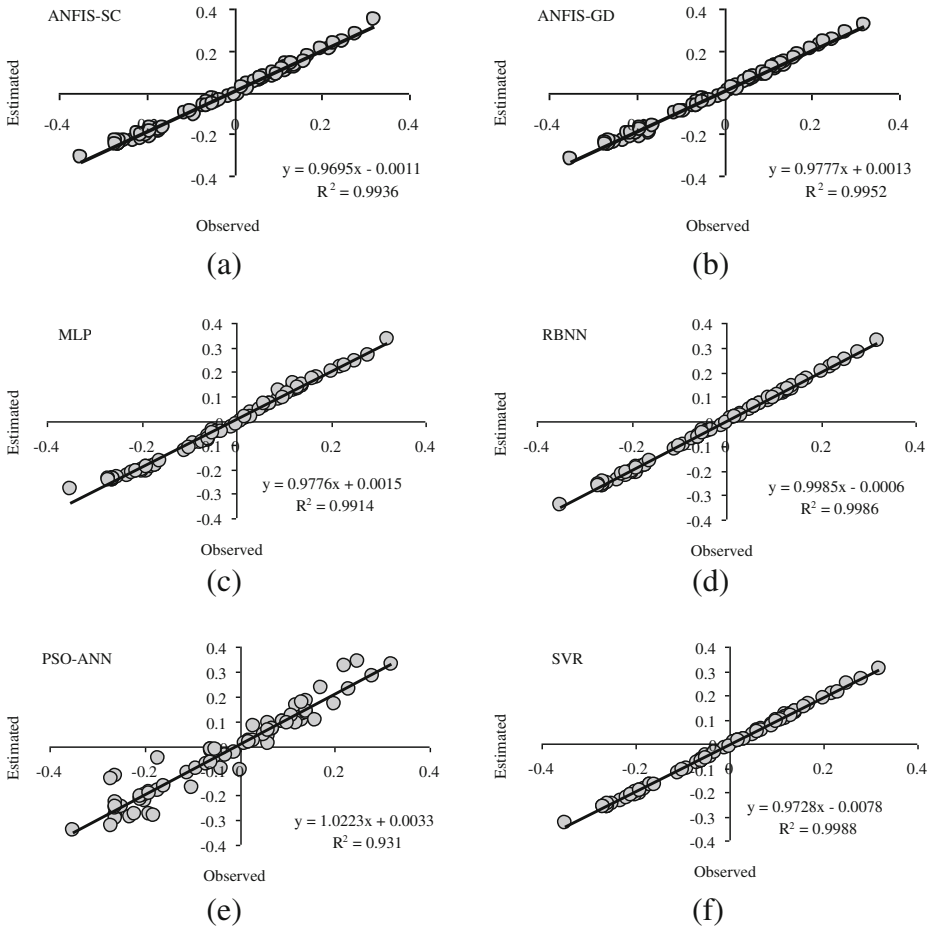 ANFIS-SC
Estimated
0.4
0.2
0
-0.4
-0.2
0.2
0.4
-0.2
-0.4
y = 0.9695x - 0.0011
R2 = 0.9936
Observed
(a)
ANFIS-GD
Estimated
0.4
0.2
0
-0.4
-0.2
0.2
0.4
-0.2
-0.4
y = 0.9777x + 0.0013
R2 = 0.9952
Observed
(b)
MLP
Estimated
0.4
0.3
0.2
0.1
0
-0.4
-0.2
0
0.2
0.4
-0.1
-0.2
-0.3
-0.4
y = 0.9776x + 0.0015
R2 = 0.9914
Observed
(c)
RBNN
Estimated
0.4
0.3
0.2
0.1
0
-0.4
-0.2
0
0.2
0.4
-0.1
-0.2
-0.3
-0.4
y = 0.9985x - 0.0006
R2 = 0.9986
Observed
(d)
PSO-ANN
Estimated
0.4
0.3
0.2
0.1
0
-0.4
-0.2
0
0.2
0.4
-0.1
-0.2
-0.3
-0.4
y = 1.0223x + 0.0033
R2 = 0.931
Observed
(e)
SVR
Estimated
0.4
0.3
0.2
0.1
0
-0.4
-0.2
0
0.2
0.4
-0.1
-0.2
-0.3
-0.4
y = 0.9728x - 0.0078
R2 = 0.9988
Observed
(f)